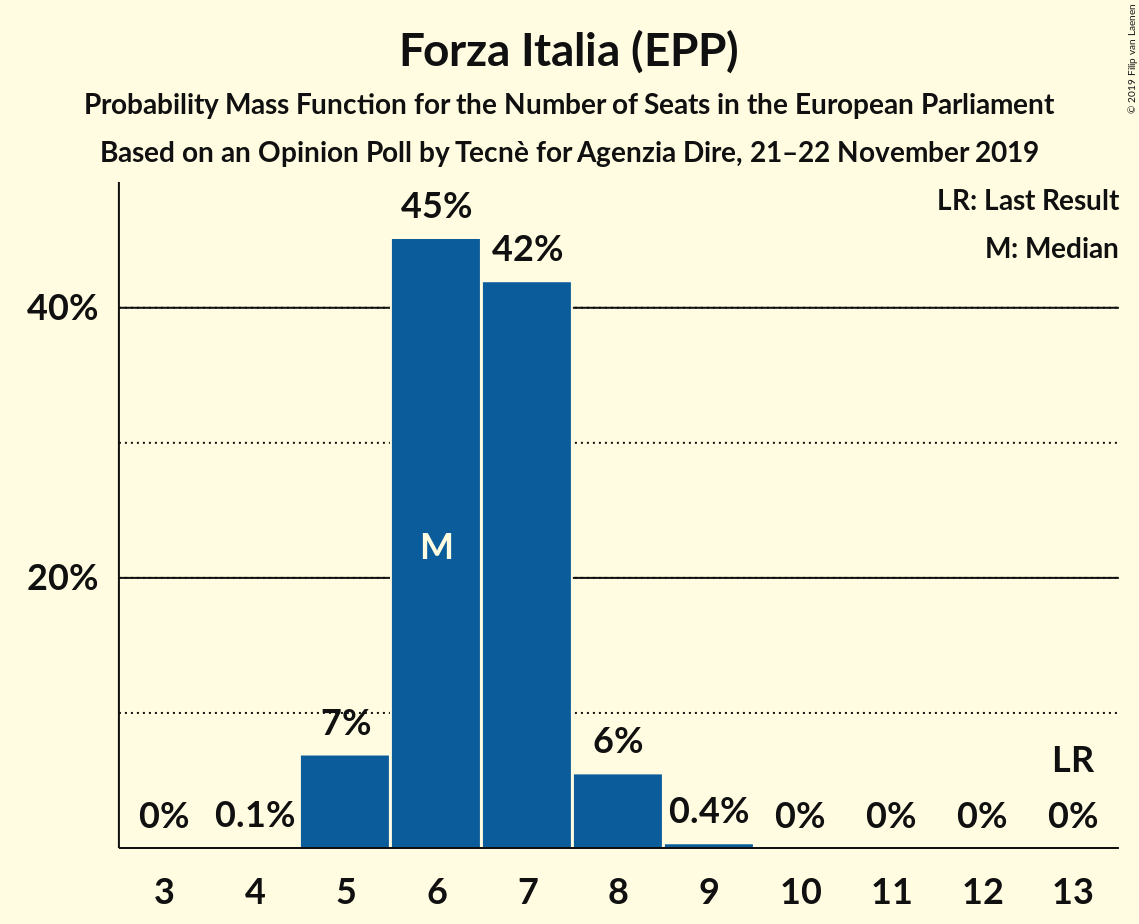 Forza Italia (EPP)
Probability Mass Function for the Number of Seats in the European Parliament
Based on an Opinion Poll by Tecnè for Agenzia Dire, 21–22 November 2019
© 2019 Filip van Laenen
LR: Last Result
M: Median
45%
42%
40%
M
20%
7%
6%
LR
0%
0.1%
0.4%
0%
0%
0%
0%
3 4 5 6 7 8 9 10 11 12 13